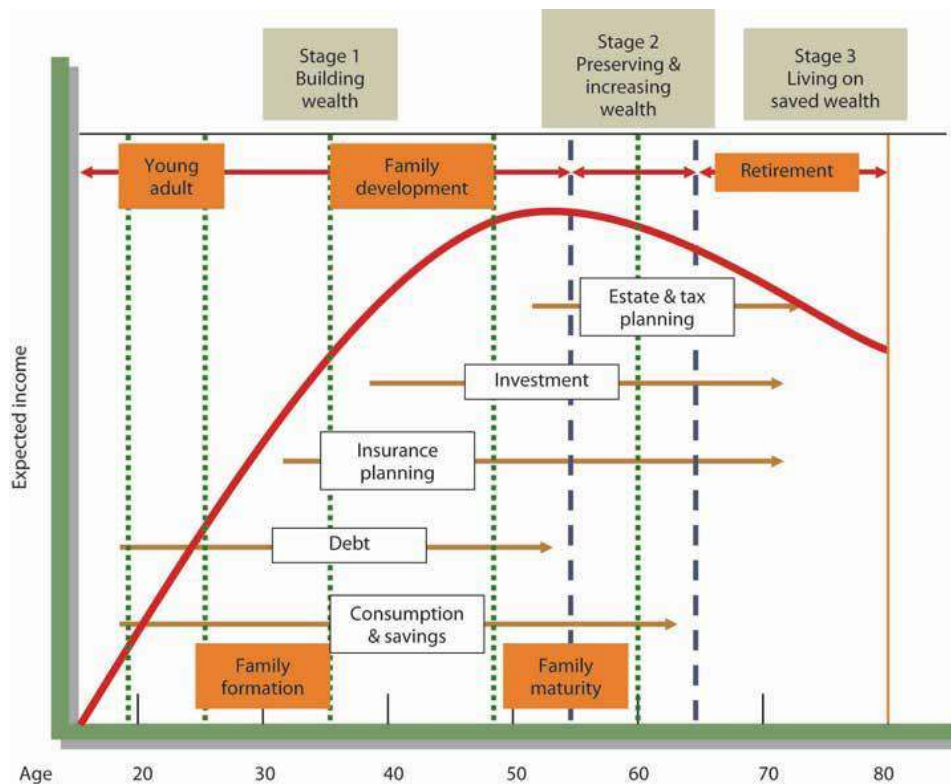 Stage 1
Building
wealth
Stage 2
Preserving &
increasing
wealth
Stage 3
Living on
saved wealth
Young
adult
Family
development
Retirement
Estate & tax
planning
Investment
Insurance
planning
Debt
Consumption
& savings
Family
formation
Family
maturity
Expected income
Age 20 30 40 50 60 70 80